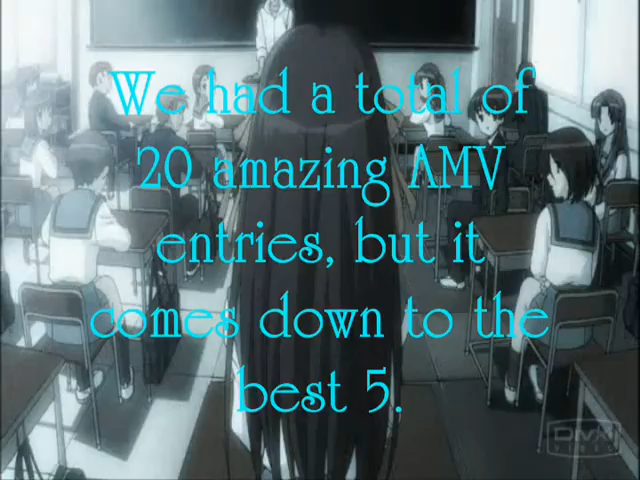 We had a total of
20 amazing AMV
entries, but it
comes down to the
best 5.